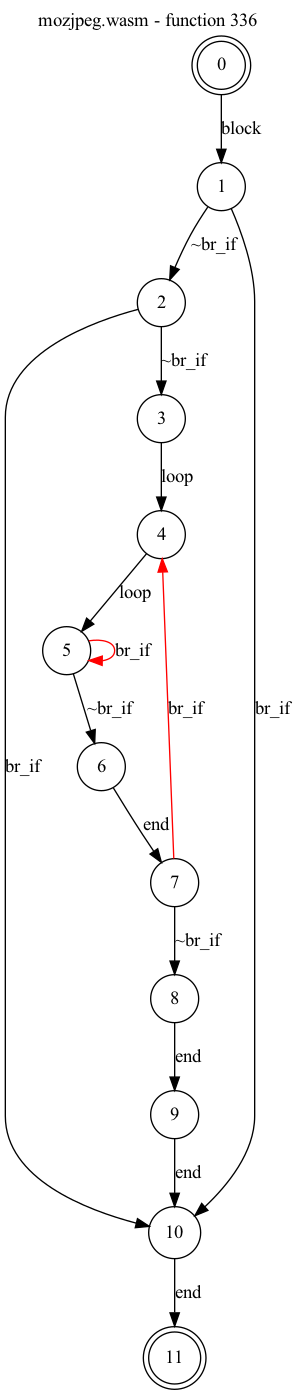 mozjpeg.wasm - function 336
0
block
1
~br_if
2
~br_if
3
loop
4
loop
5
br_if
br_if
br_if
~br_if
br_if
6
end
7
~br_if
8
end
9
end
10
end
11